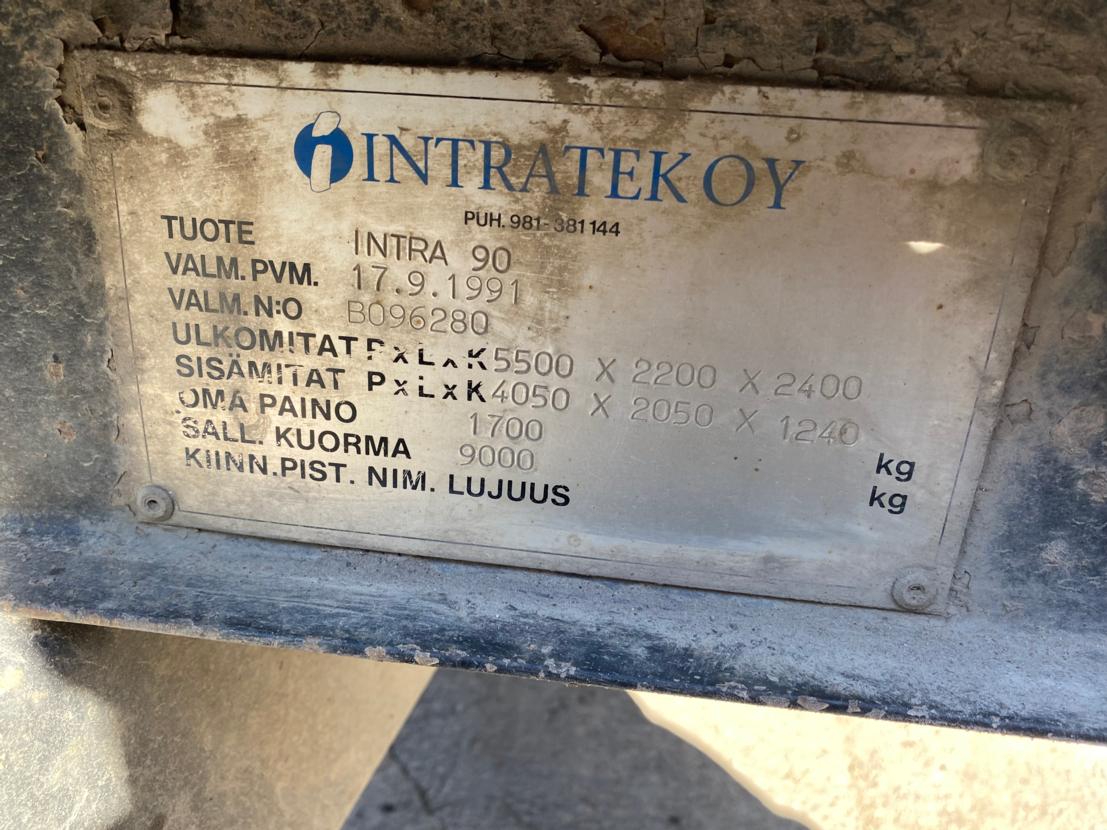 INTRATEK OY
PUH. 981-381144
TUOTE INTRA 90
VALM.PVM. 17.9.1991
VALM.N:O B096280
ULKOMITAT PxLxK 5500 X 2200 X 2400
SISÄMITAT PxLxK 4050 X 2050 X 1240
OMA PAINO 1700 kg
SALL. KUORMA 9000 kg
KIINN.PIST. NIM. LUJUUS